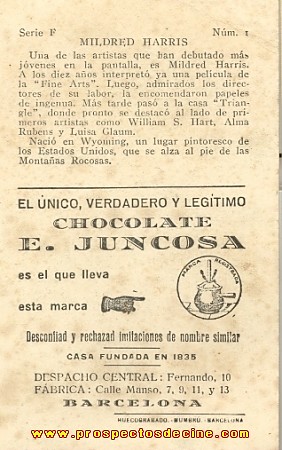 Serie F Núm. 1
MILDRED HARRIS
Una de las artistas que han debutado más
jóvenes en la pantalla, es Mildred Harris.
A los diez años interpretó ya una película de
la "Fine Arts". Luego, admirados los direc-
tores de su labor, la encomendaron papeles
de ingenua. Más tarde pasó a la casa "Trian-
gle", donde pronto se destacó al lado de pri-
meros artistas como William S. Hart, Alma
Rubens y Luisa Glaum.
Nació en Wyoming, un lugar pintoresco de
los Estados Unidos, que se alza al pie de las
Montañas Rocosas.
EL ÚNICO, VERDADERO Y LEGÍTIMO
CHOCOLATE
E. JUNCOSA
es el que lleva
esta marca
MARCA REGISTRADA
Desconfiad y rechazad imitaciones de nombre similar
CASA FUNDADA EN 1835
DESPACHO CENTRAL: Fernando, 10
FÁBRICA: Calle Manso, 7, 9, 11, y 13
BARCELONA
HUECOGRABADO-MUMBRÚ-BARCELONA
www.prospectosdecine.com